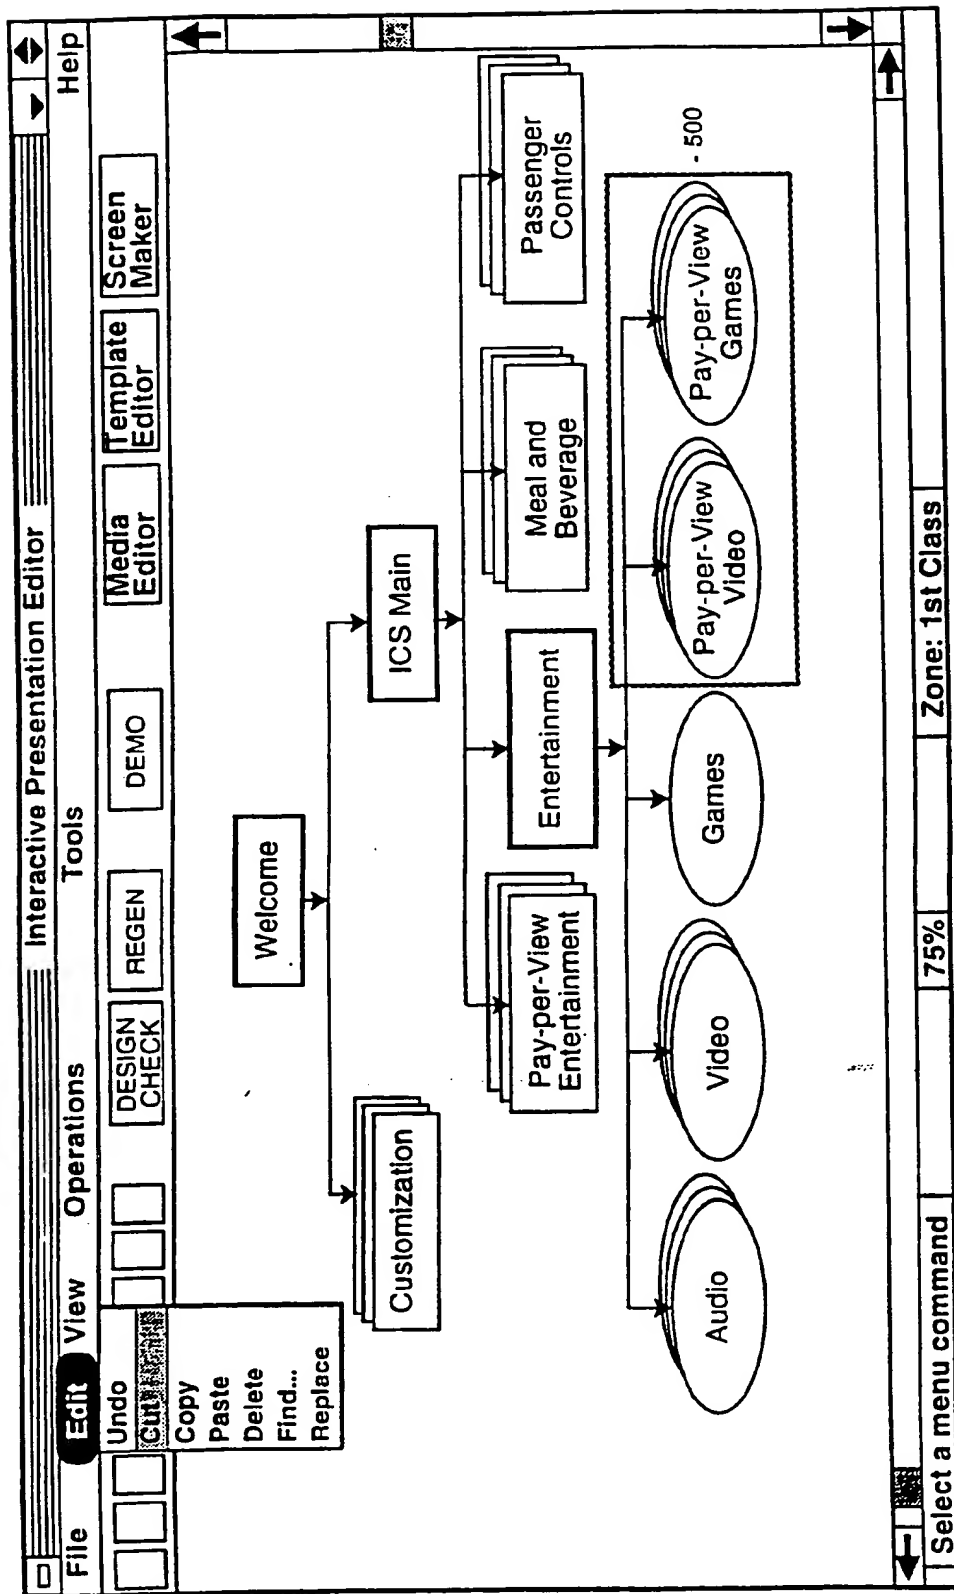 Interactive Presentation Editor
File Edit View Operations Tools Help
DESIGN
CHECK
REGEN
DEMO
Media
Editor
Template
Editor
Screen
Maker
Undo
Cut
Copy
Paste
Delete
Find...
Replace
Welcome
Customization
ICS Main
Pay-per-View
Entertainment
Entertainment
Meal and
Beverage
Passenger
Controls
Audio
Video
Games
Pay-per-View
Video
Pay-per-View
Games
- 500
Select a menu command
75%
Zone: 1st Class